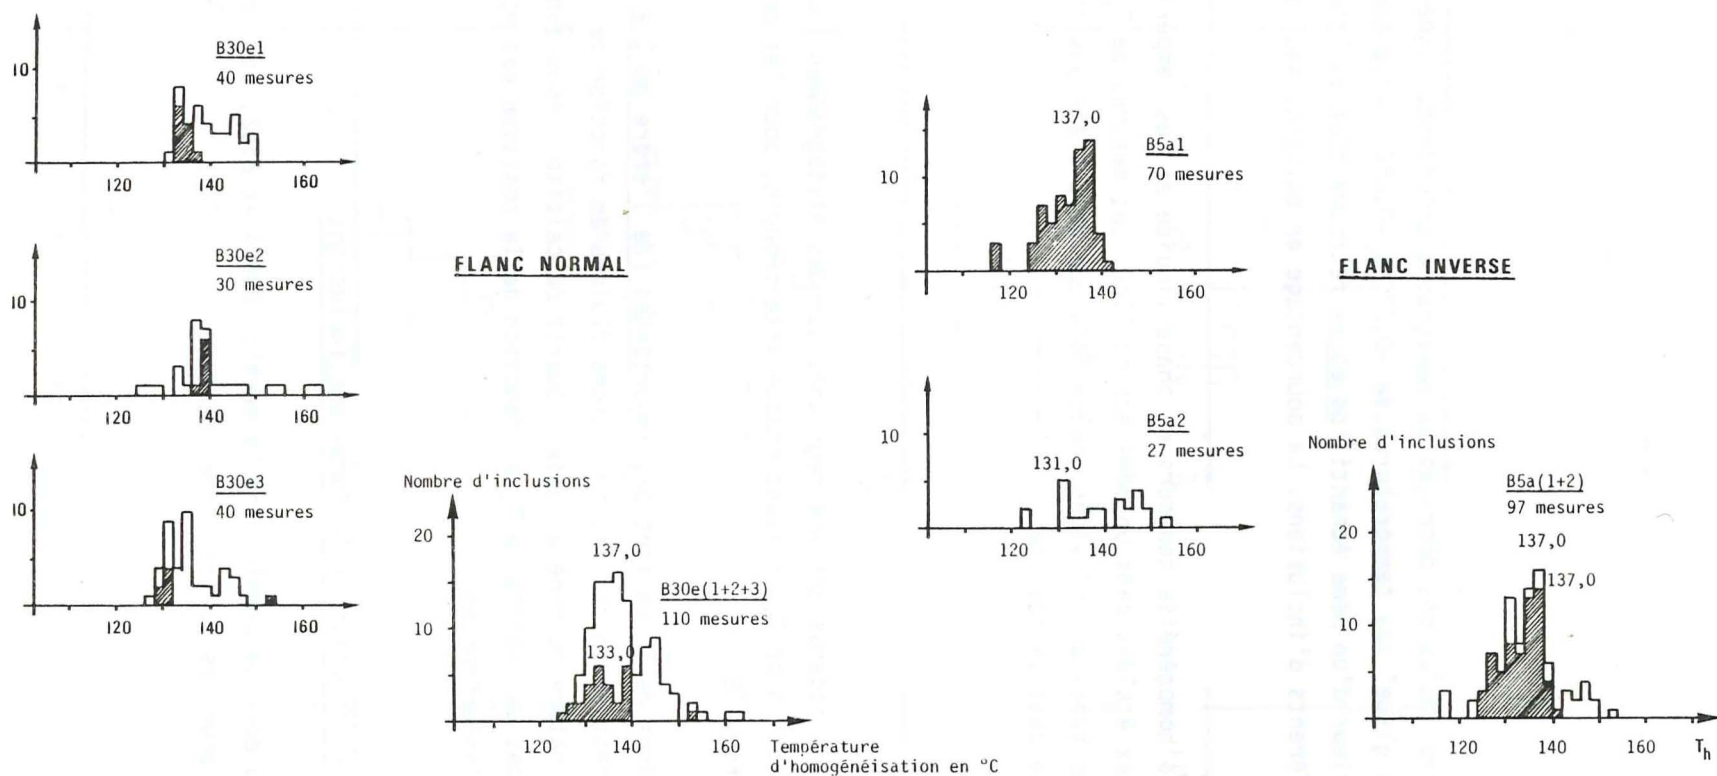 B30e1
40 mesures
10
120 140 160
B30e2
30 mesures
10
120 140 160
B30e3
40 mesures
10
120 140 160
FLANC NORMAL
Nombre d'inclusions
20
10
137,0
133,0
B30e(1+2+3)
110 mesures
120 140 160
Température
d'homogénéisation en °C
137,0
B5a1
70 mesures
10
120 140 160
FLANC INVERSE
131,0
B5a2
27 mesures
10
120 140 160
Nombre d'inclusions
B5a(1+2)
97 mesures
20
10
137,0
137,0
120 140 160 Th